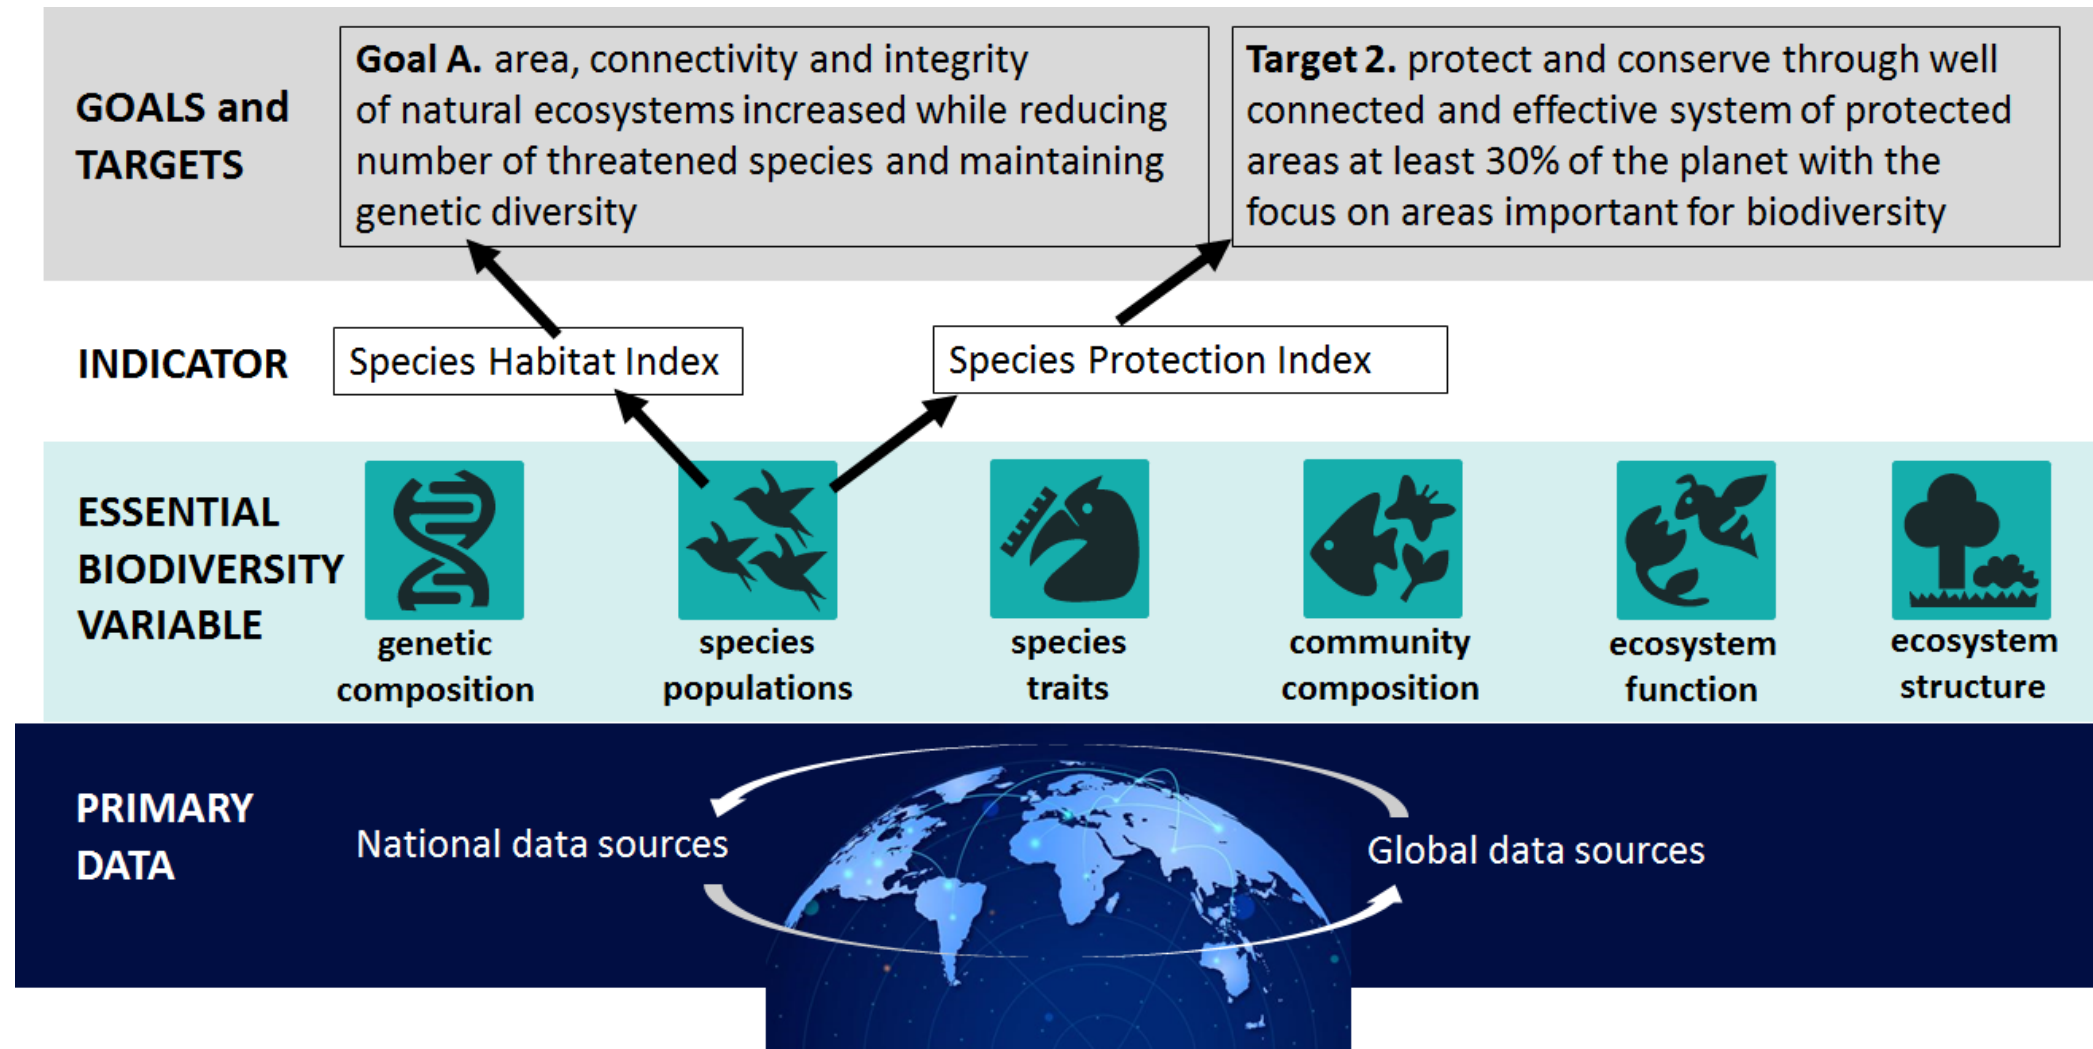 GOALS and
TARGETS
Goal A. area, connectivity and integrity
of natural ecosystems increased while reducing
number of threatened species and maintaining
genetic diversity
Target 2. protect and conserve through well
connected and effective system of protected
areas at least 30% of the planet with the
focus on areas important for biodiversity
INDICATOR
Species Habitat Index
Species Protection Index
ESSENTIAL
BIODIVERSITY
VARIABLE
genetic
composition
species
populations
species
traits
community
composition
ecosystem
function
ecosystem
structure
PRIMARY
DATA
National data sources
Global data sources